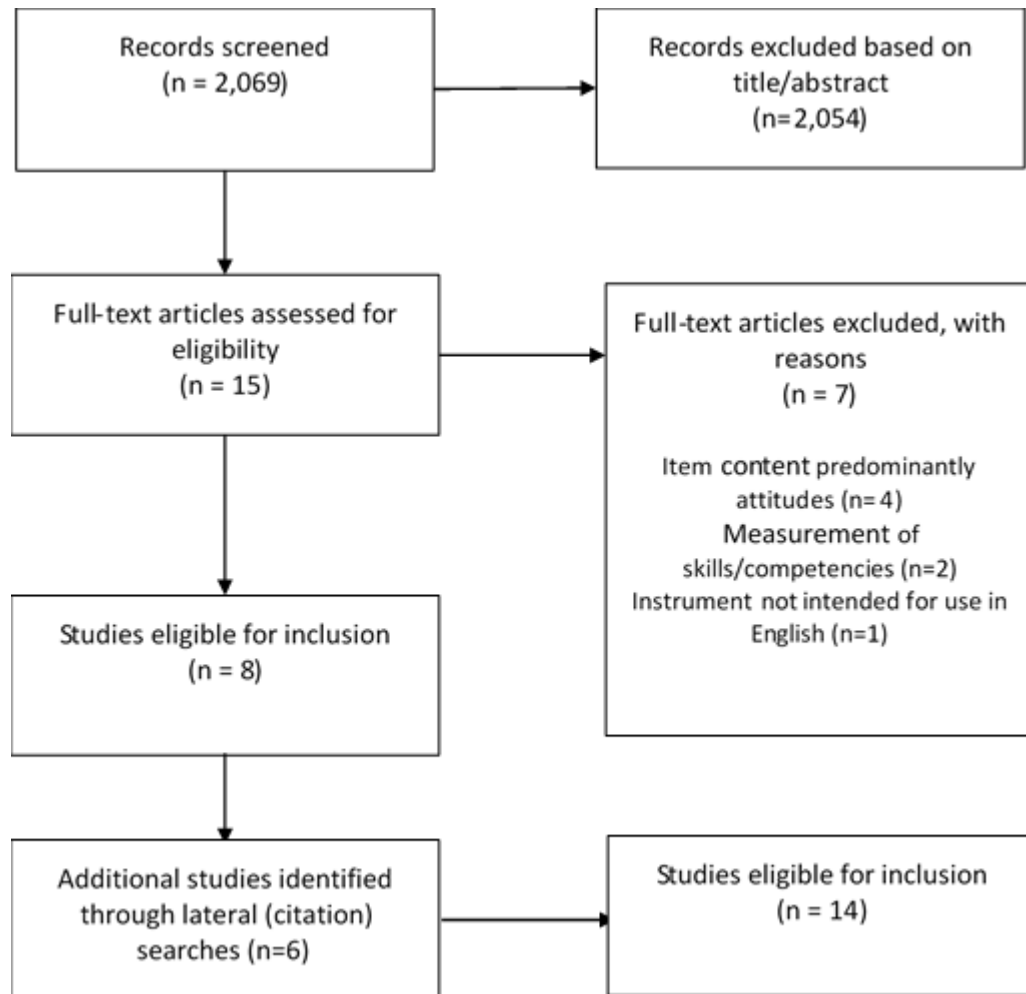 Records screened
(n = 2,069)
Records excluded based on
title/abstract
(n=2,054)
Full-text articles assessed for
eligibility
(n = 15)
Full-text articles excluded, with
reasons
(n = 7)
Item content predominantly
attitudes (n=4)
Measurement of
skills/competencies (n=2)
Instrument not intended for use in
English (n=1)
Studies eligible for inclusion
(n = 8)
Additional studies identified
through lateral (citation)
searches (n=6)
Studies eligible for inclusion
(n = 14)